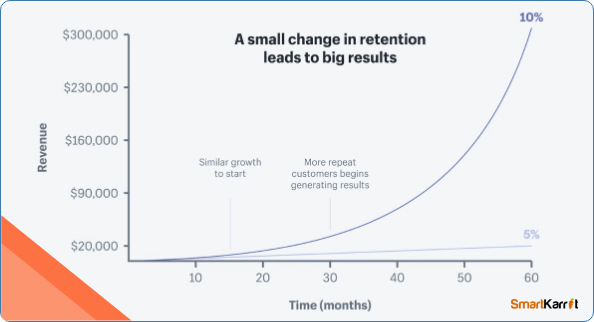 10%
$300,000
A small change in retention
leads to big results
$230,000
Revenue
$160,000
Similar growth
to start
More repeat
customers begins
generating results
$90,000
5%
$20,000
10 20 30 40 50 60
Time (months)
SmartKarrot